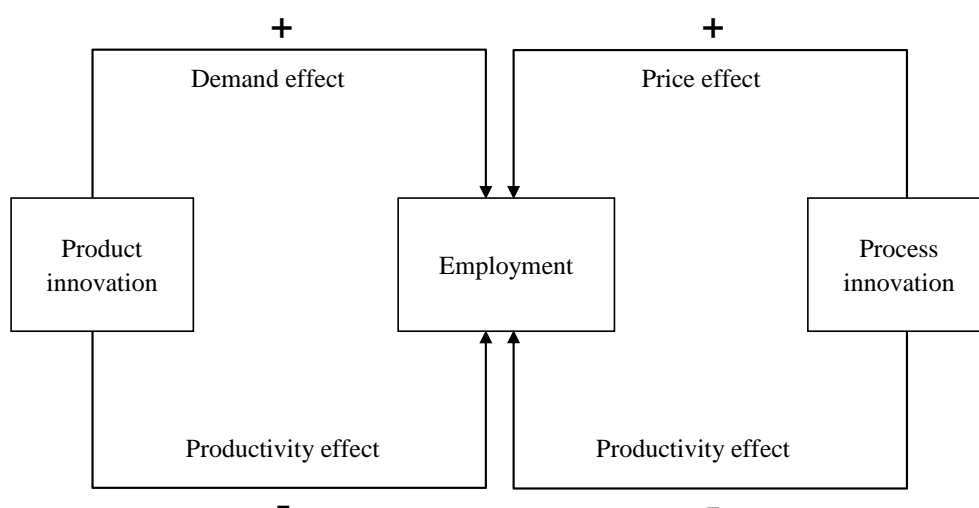 +
+
Demand effect
Price effect
Product
innovation
Employment
Process
innovation
Productivity effect
Productivity effect
-
-